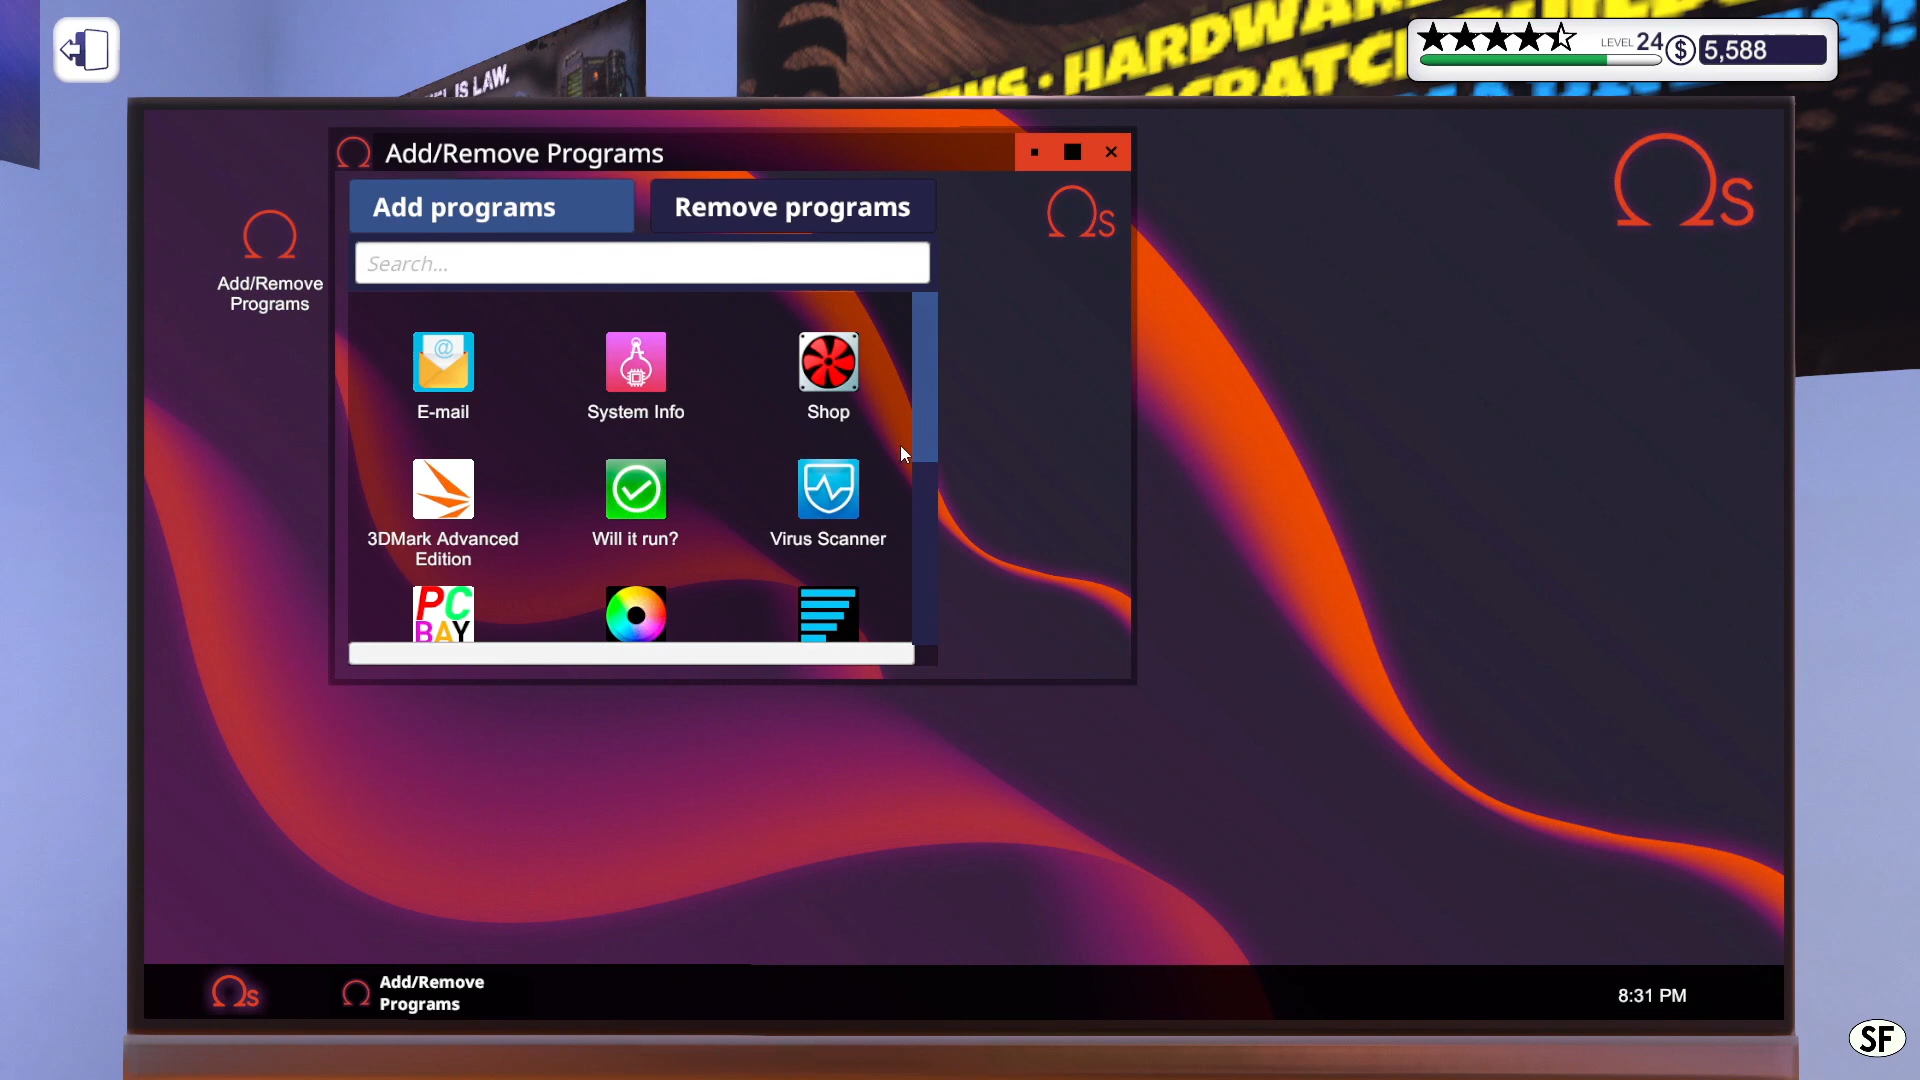 IS LAW.
HARDWARE
LEVEL 24
$ 5,588
Add/Remove Programs
Add programs
Remove programs
Search...
Ωs
Ωs
Add/Remove
Programs
@
E-mail
System Info
Shop
3DMark Advanced
Edition
Will it run?
Virus Scanner
PC
BAY
Ωs
Add/Remove
Programs
8:31 PM
SF